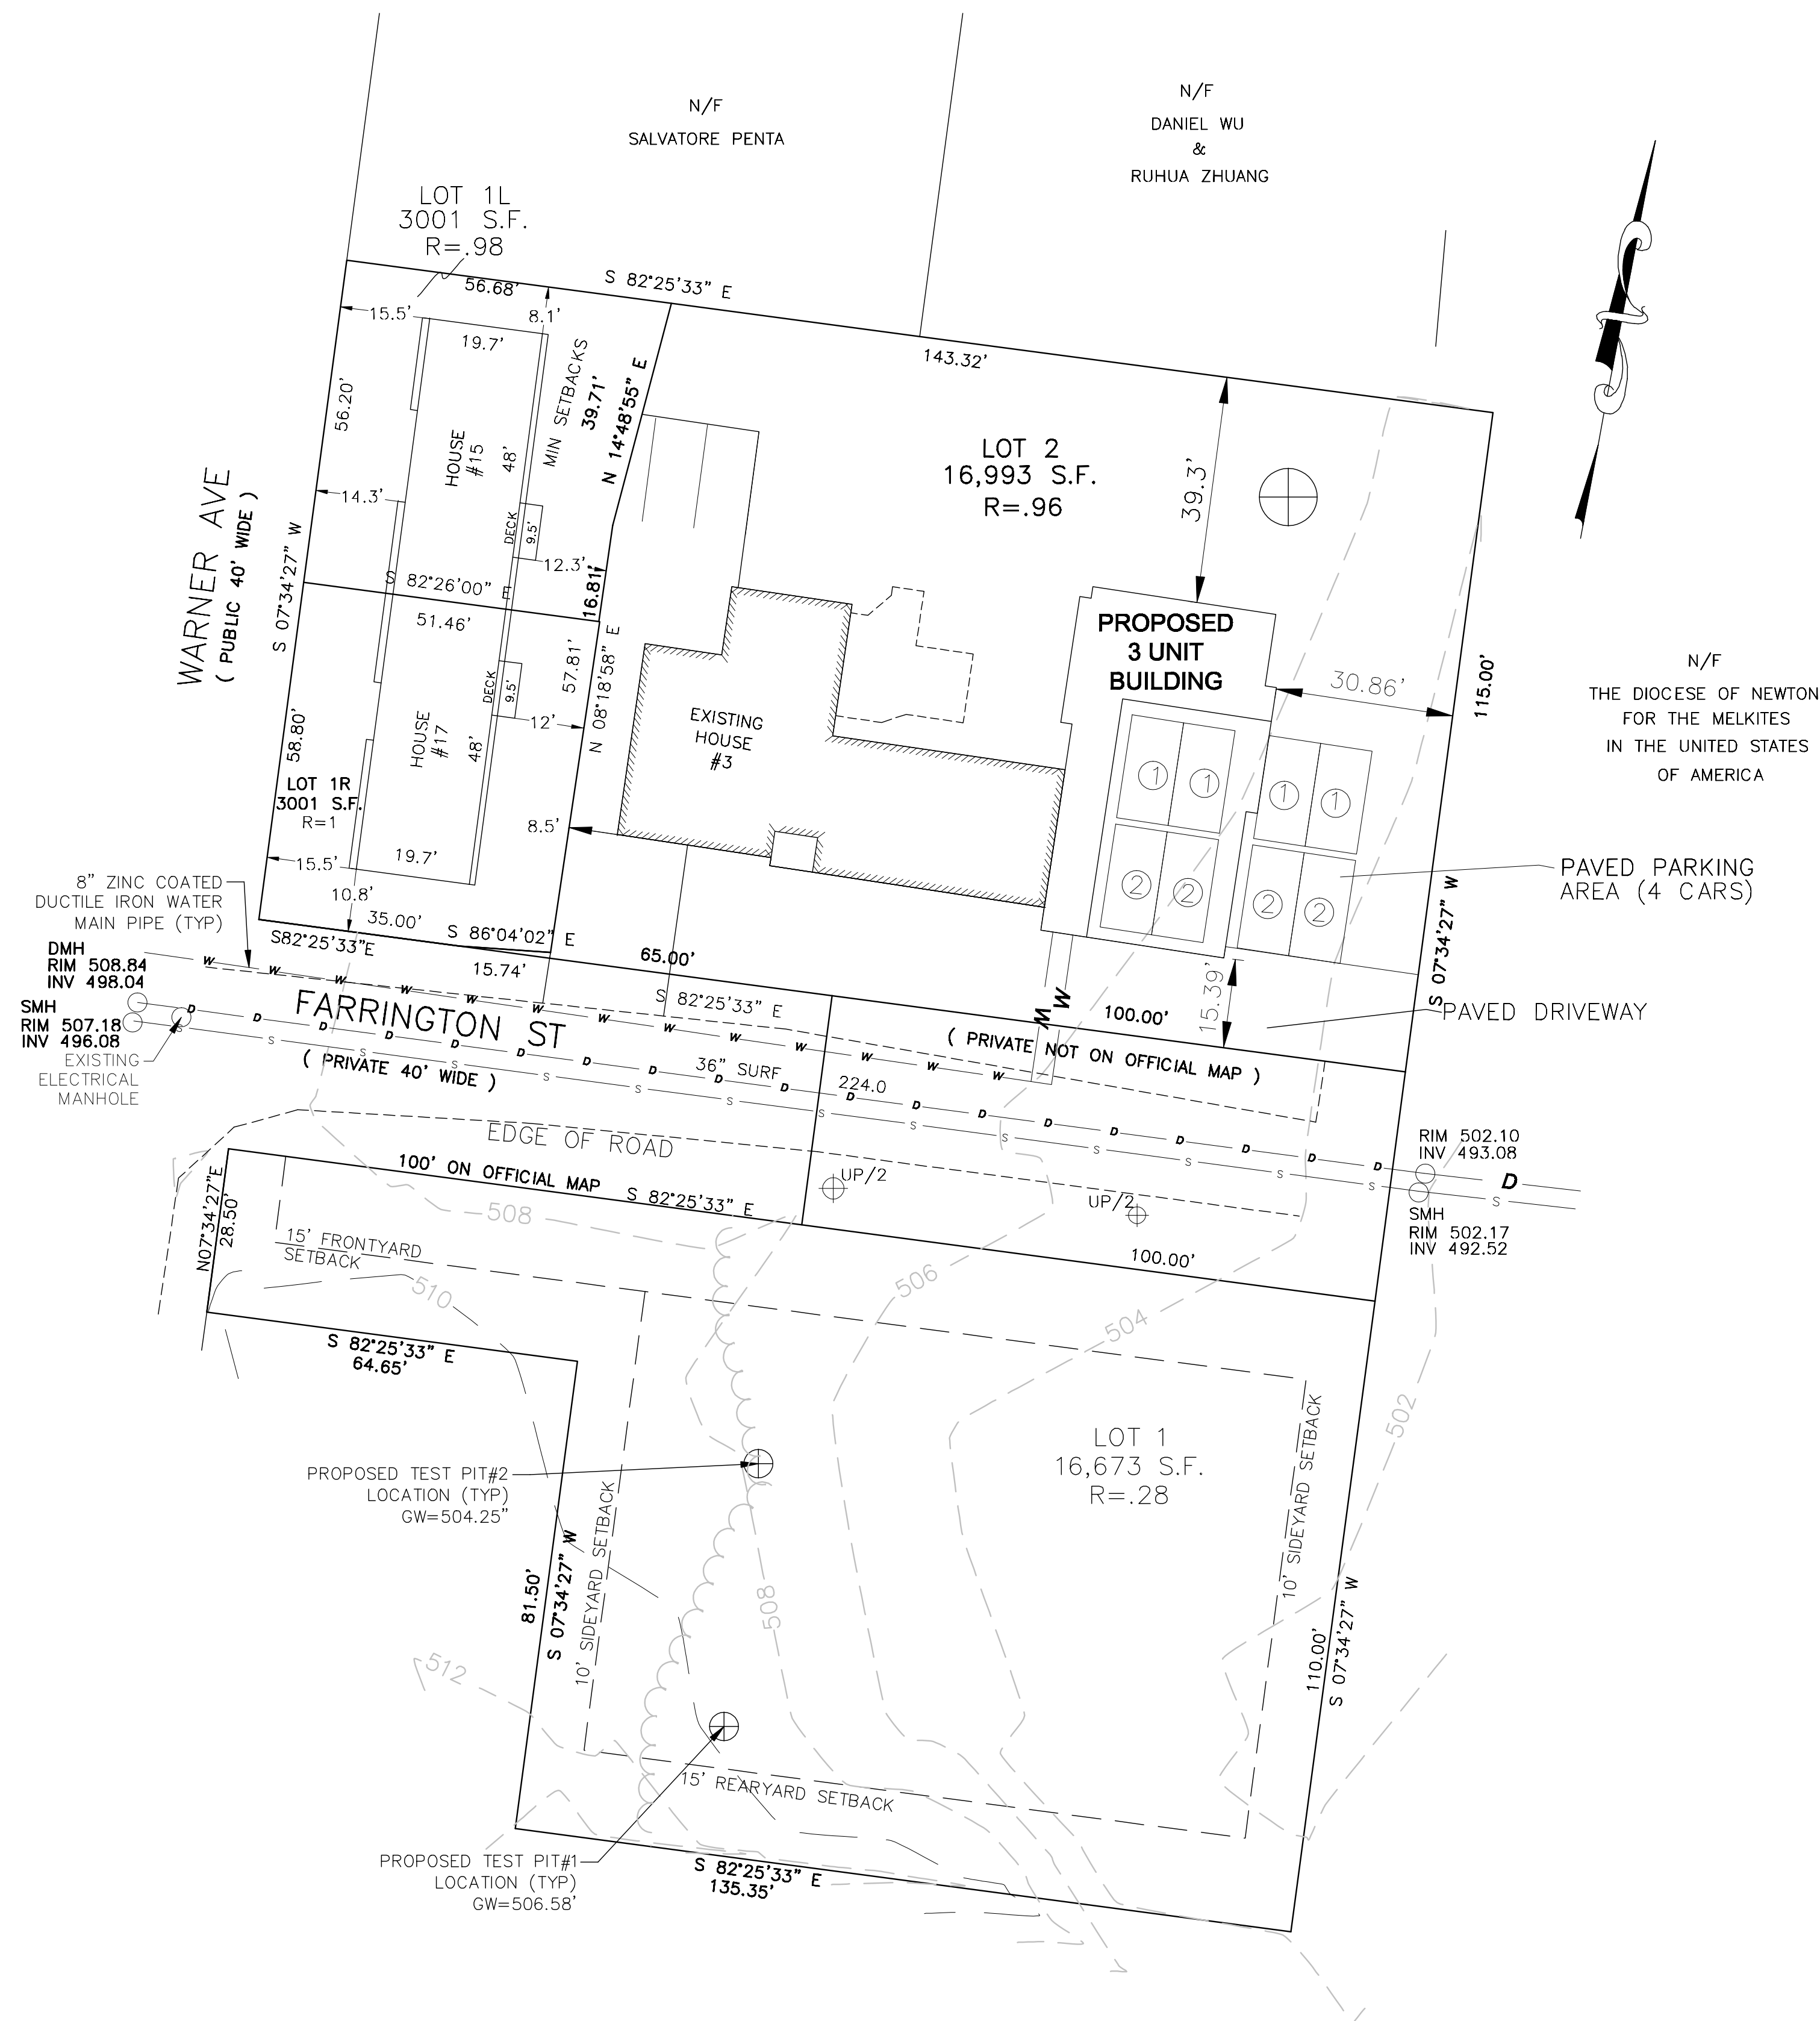 N/F
SALVATORE PENTA
N/F
DANIEL WU
&
RUHUA ZHUANG
LOT 1L
3001 S.F.
R=.98
56.68'
S 82°25'33" E
143.32'
15.5'
19.7'
8.1'
MIN SETBACKS
39.71'
N 14°48'55" E
56.20'
HOUSE
#15
48'
14.3'
DECK
9.5'
12.3'
16.81'
WARNER AVE
( PUBLIC 40' WIDE )
S 07°34'27" W
S 82°26'00" E
51.46'
LOT 2
16,993 S.F.
R=.96
39.3'
PROPOSED
3 UNIT
BUILDING
30.86'
115.00'
N/F
THE DIOCESE OF NEWTON
FOR THE MELKITES
IN THE UNITED STATES
OF AMERICA
58.80'
HOUSE
#17
48'
DECK
9.5'
12'
57.81'
N 08°18'58" E
EXISTING
HOUSE
#3
LOT 1R
3001 S.F.
R=1
8.5'
15.5'
19.7'
10.8'
1
1
1
1
2
2
2
2
PAVED PARKING
AREA (4 CARS)
S 07°34'27" W
8" ZINC COATED
DUCTILE IRON WATER
MAIN PIPE (TYP)
35.00'
S82°25'33"E
S 86°04'02" E
15.74'
65.00'
S 82°25'33" E
100.00'
15.39'
PAVED DRIVEWAY
DMH
RIM 508.84
INV 498.04
SMH
RIM 507.18
INV 496.08
EXISTING
ELECTRICAL
MANHOLE
FARRINGTON ST
( PRIVATE 40' WIDE )
( PRIVATE NOT ON OFFICIAL MAP )
W W W W W W W W W W W W W
W
W
D D D D D D D D D D D D D D D D D D D
D
S S S S S S S S S S S S S S S
36" SURF
224.0
EDGE OF ROAD
100' ON OFFICIAL MAP
S 82°25'33" E
UP/2
UP/2
RIM 502.10
INV 493.08
SMH
RIM 502.17
INV 492.52
N07°34'27"E
28.50'
15' FRONTYARD
SETBACK
508
510
506
504
502
100.00'
S 82°25'33" E
64.65'
PROPOSED TEST PIT#2
LOCATION (TYP)
GW=504.25"
LOT 1
16,673 S.F.
R=.28
10' SIDEYARD SETBACK
10' SIDEYARD SETBACK
81.50'
S 07°34'27" W
508
512
110.00'
S 07°34'27" W
15' REARYARD SETBACK
PROPOSED TEST PIT#1
LOCATION (TYP)
GW=506.58'
S 82°25'33" E
135.35'